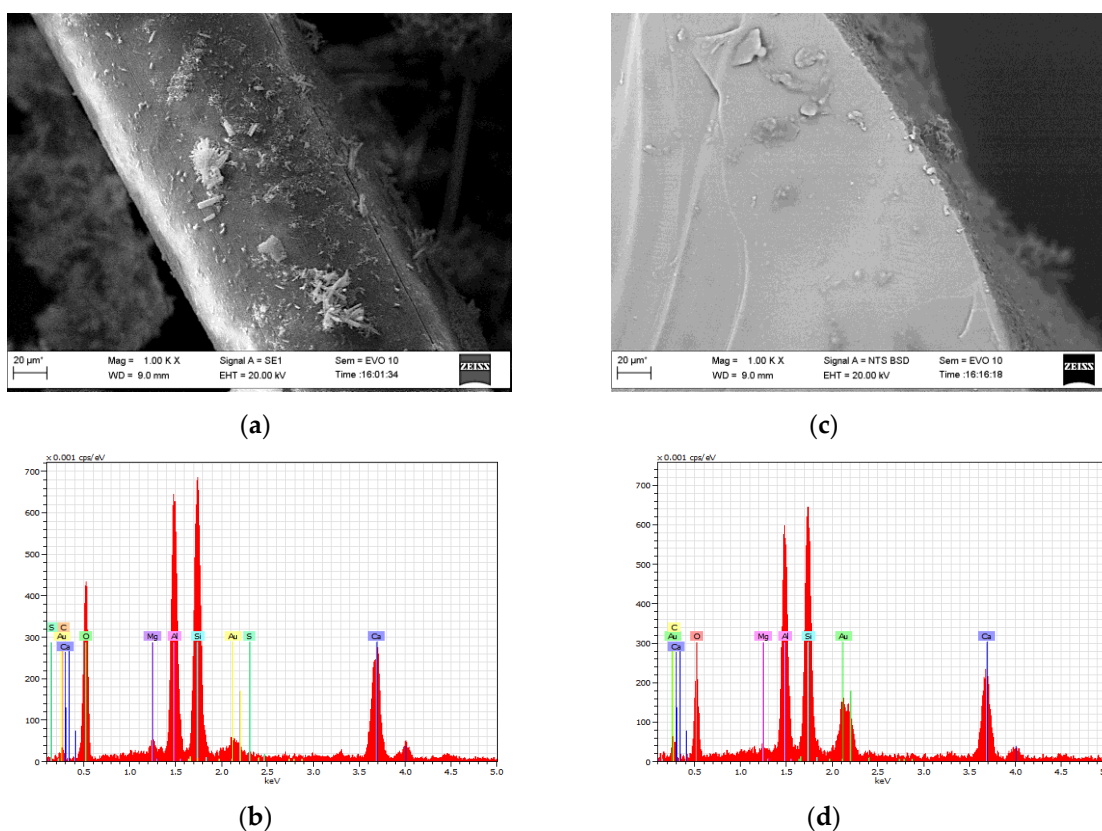 20 µm*
Mag = 1.00 K X
Signal A = SE1
Sem = EVO 10
WD = 9.0 mm
EHT = 20.00 kV
Time :16:01:34
ZEISS
(a)
20 µm*
Mag = 1.00 K X
Signal A = NTS BSD
Sem = EVO 10
WD = 9.0 mm
EHT = 20.00 kV
Time :16:16:18
ZEISS
(c)
x 0.001 cps/eV
700
600
500
400
300
200
100
0
S C
Au O Mg Al Si Au S Ca
Ca
0.5 1.0 1.5 2.0 2.5 3.0 3.5 4.0 4.5 5.0
keV
(b)
x 0.001 cps/eV
700
600
500
400
300
200
100
0
C
Au O Mg Al Si Au Ca
Ca
0.5 1.0 1.5 2.0 2.5 3.0 3.5 4.0 4.5
keV
(d)